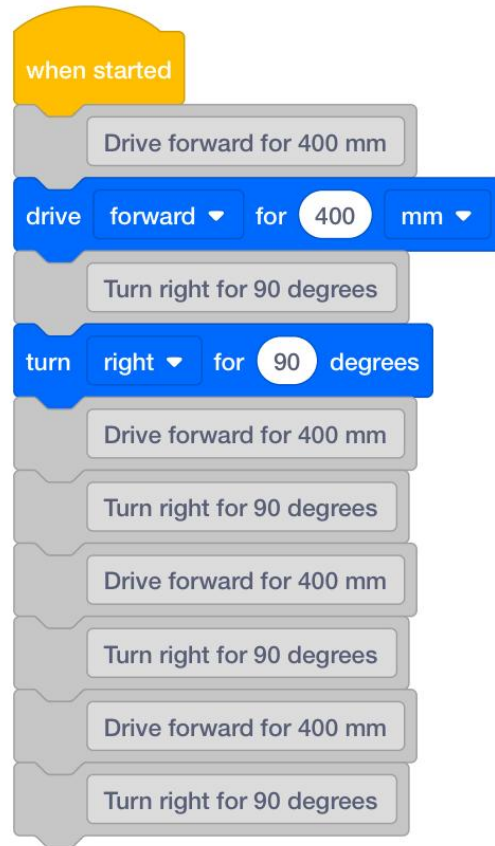 when started
Drive forward for 400 mm
drive forward for 400 mm
Turn right for 90 degrees
turn right for 90 degrees
Drive forward for 400 mm
Turn right for 90 degrees
Drive forward for 400 mm
Turn right for 90 degrees
Drive forward for 400 mm
Turn right for 90 degrees